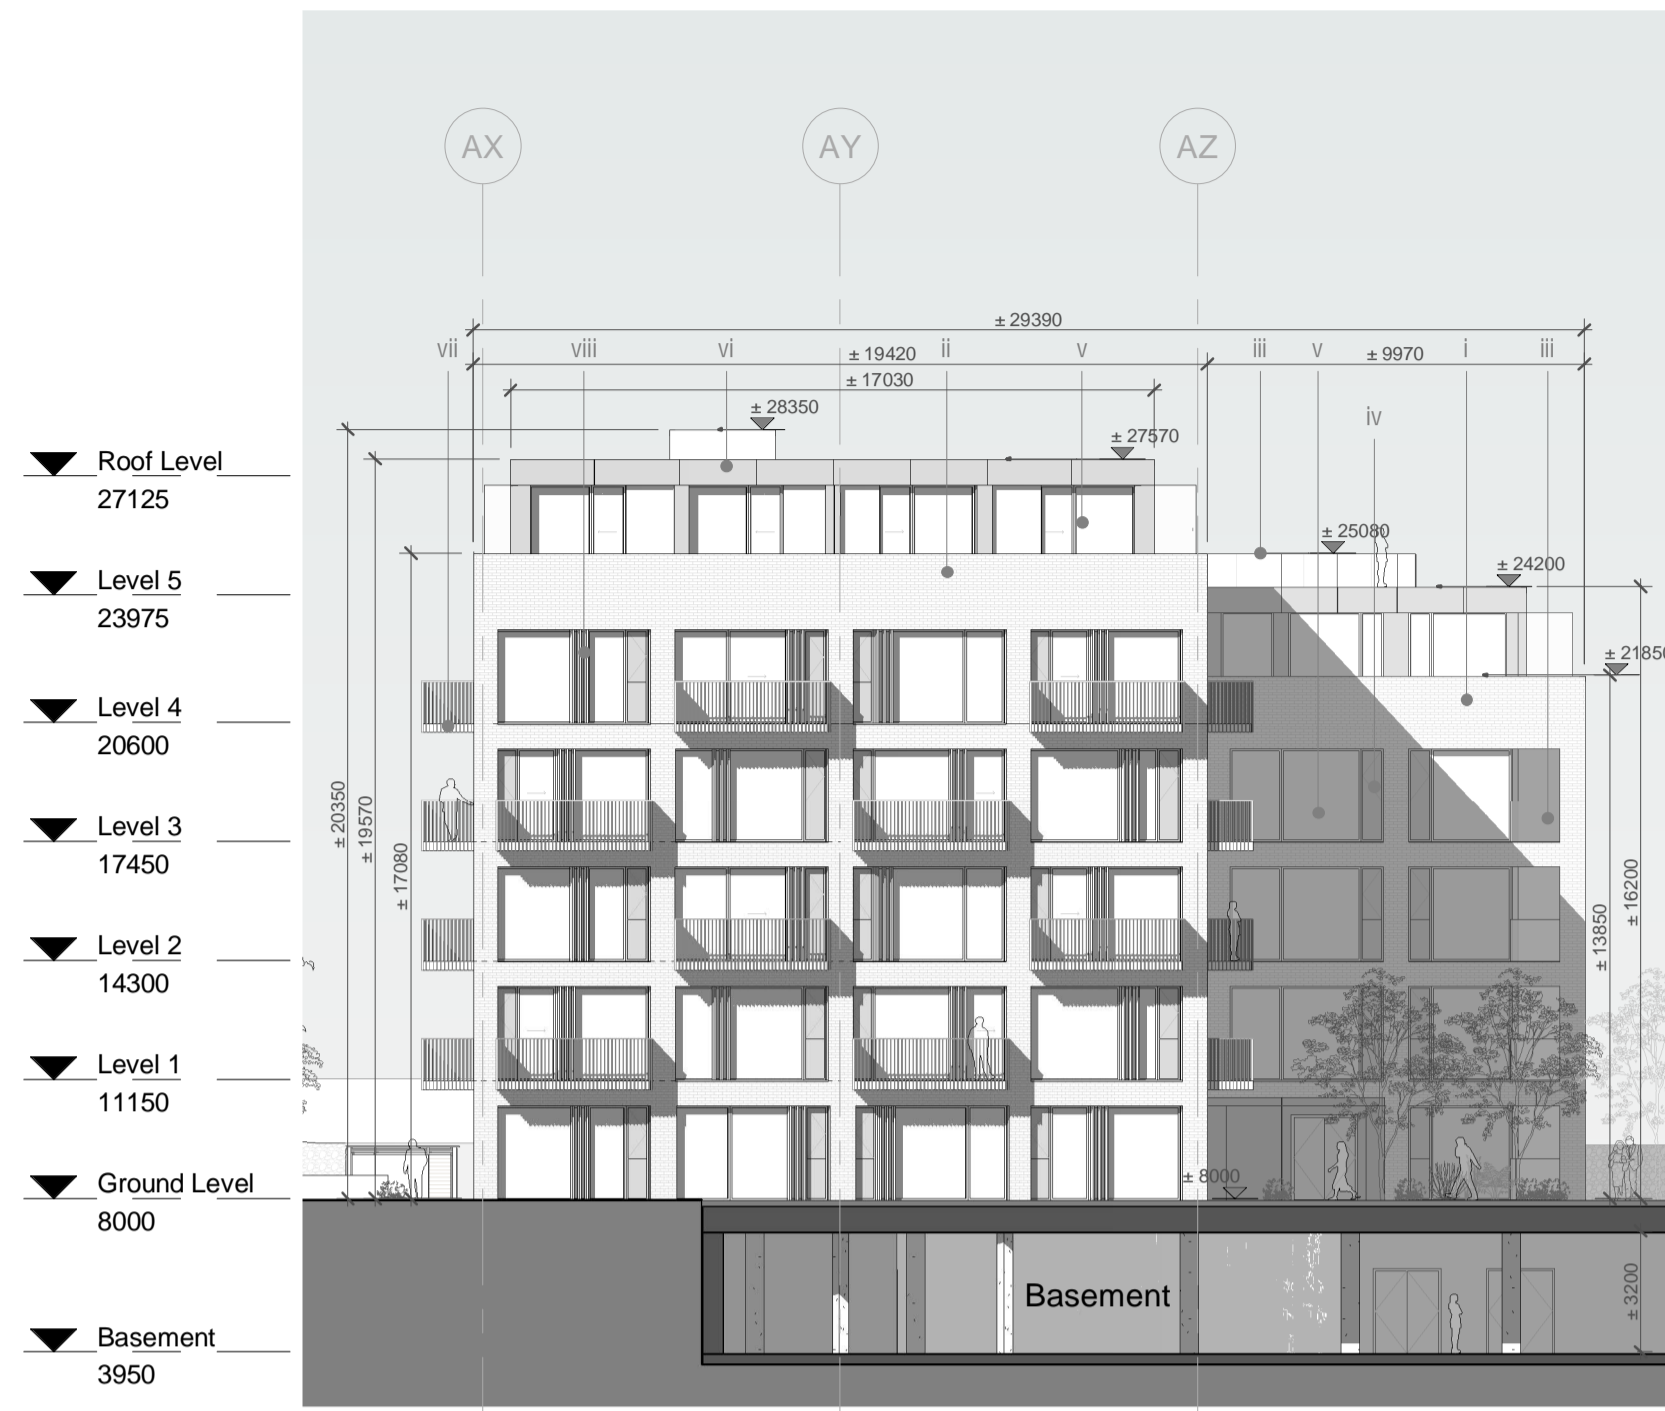 AX
AY
AZ
± 29390
vii
viii
vi
± 19420
ii
v
iii
v
± 9970
i
iii
± 17030
± 28350
iv
± 27570
Roof Level
27125
± 25080
± 24200
Level 5
23975
± 21850
Level 4
20600
± 20350
± 19570
± 17080
Level 3
17450
± 16200
± 13850
Level 2
14300
Level 1
11150
Ground Level
8000
± 8000
Basement
± 3200
Basement
3950